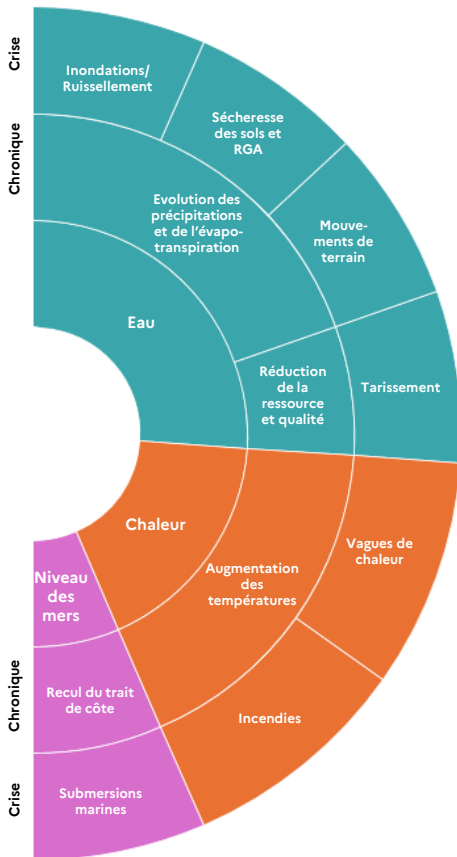 Crise
Inondations/
Ruissellement
Sécheresse
des sols et
RGA
Chronique
Evolution des
précipitations
et de l'évapo-
transpiration
Mouve-
ments de
terrain
Eau
Réduction
de la
ressource
et qualité
Tarissement
Chaleur
Vagues de
chaleur
Augmentation
des
températures
Niveau
des
mers
Chronique
Recul du trait
de côte
Incendies
Crise
Submersions
marines